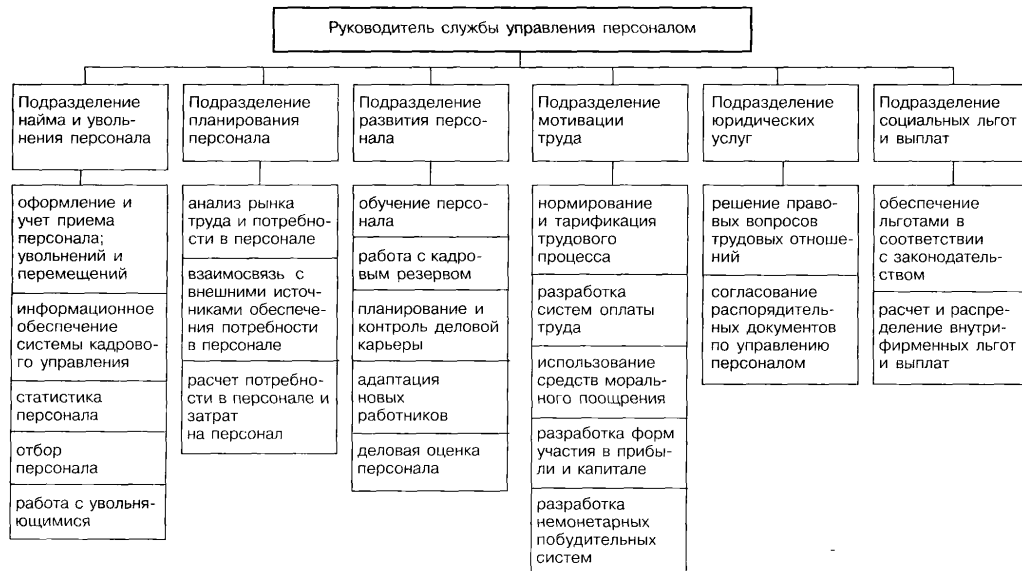 Руководитель службы управления персоналом
Подразделение
найма и уволь-
нения персонала
оформление и
учет приема
персонала;
увольнений и
перемещений
информационное
обеспечение
системы кадрово-
го управления
статистика
персонала
отбор
персонала
работа с увольня-
ющимися
Подразделение
планирования
персонала
анализ рынка
труда и потребно-
сти в персонале
взаимосвязь с
внешними источ-
никами обеспече-
ния потребности
в персонале
расчет потребно-
сти в персонале и
затрат
на персонал
Подразделение
развития персо-
нала
обучение персо-
нала
работа с кадро-
вым резервом
планирование и
контроль деловой
карьеры
адаптация
новых
работников
деловая оценка
персонала
Подразделение
мотивации
труда
нормирование
и тарификация
трудового
процесса
разработка
систем оплаты
труда
использование
средств мораль-
ного поощрения
разработка форм
участия в прибы-
ли и капитале
разработка
немонетарных
побудительных
систем
Подразделение
юридических
услуг
решение право-
вых вопросов
трудовых отноше-
ний
согласование
распорядитель-
ных документов
по управлению
персоналом
Подразделение
социальных льгот
и выплат
обеспечение
льготами в
соответствии
с законодатель-
ством
расчет и распре-
деление внутри-
фирменных льгот
и выплат